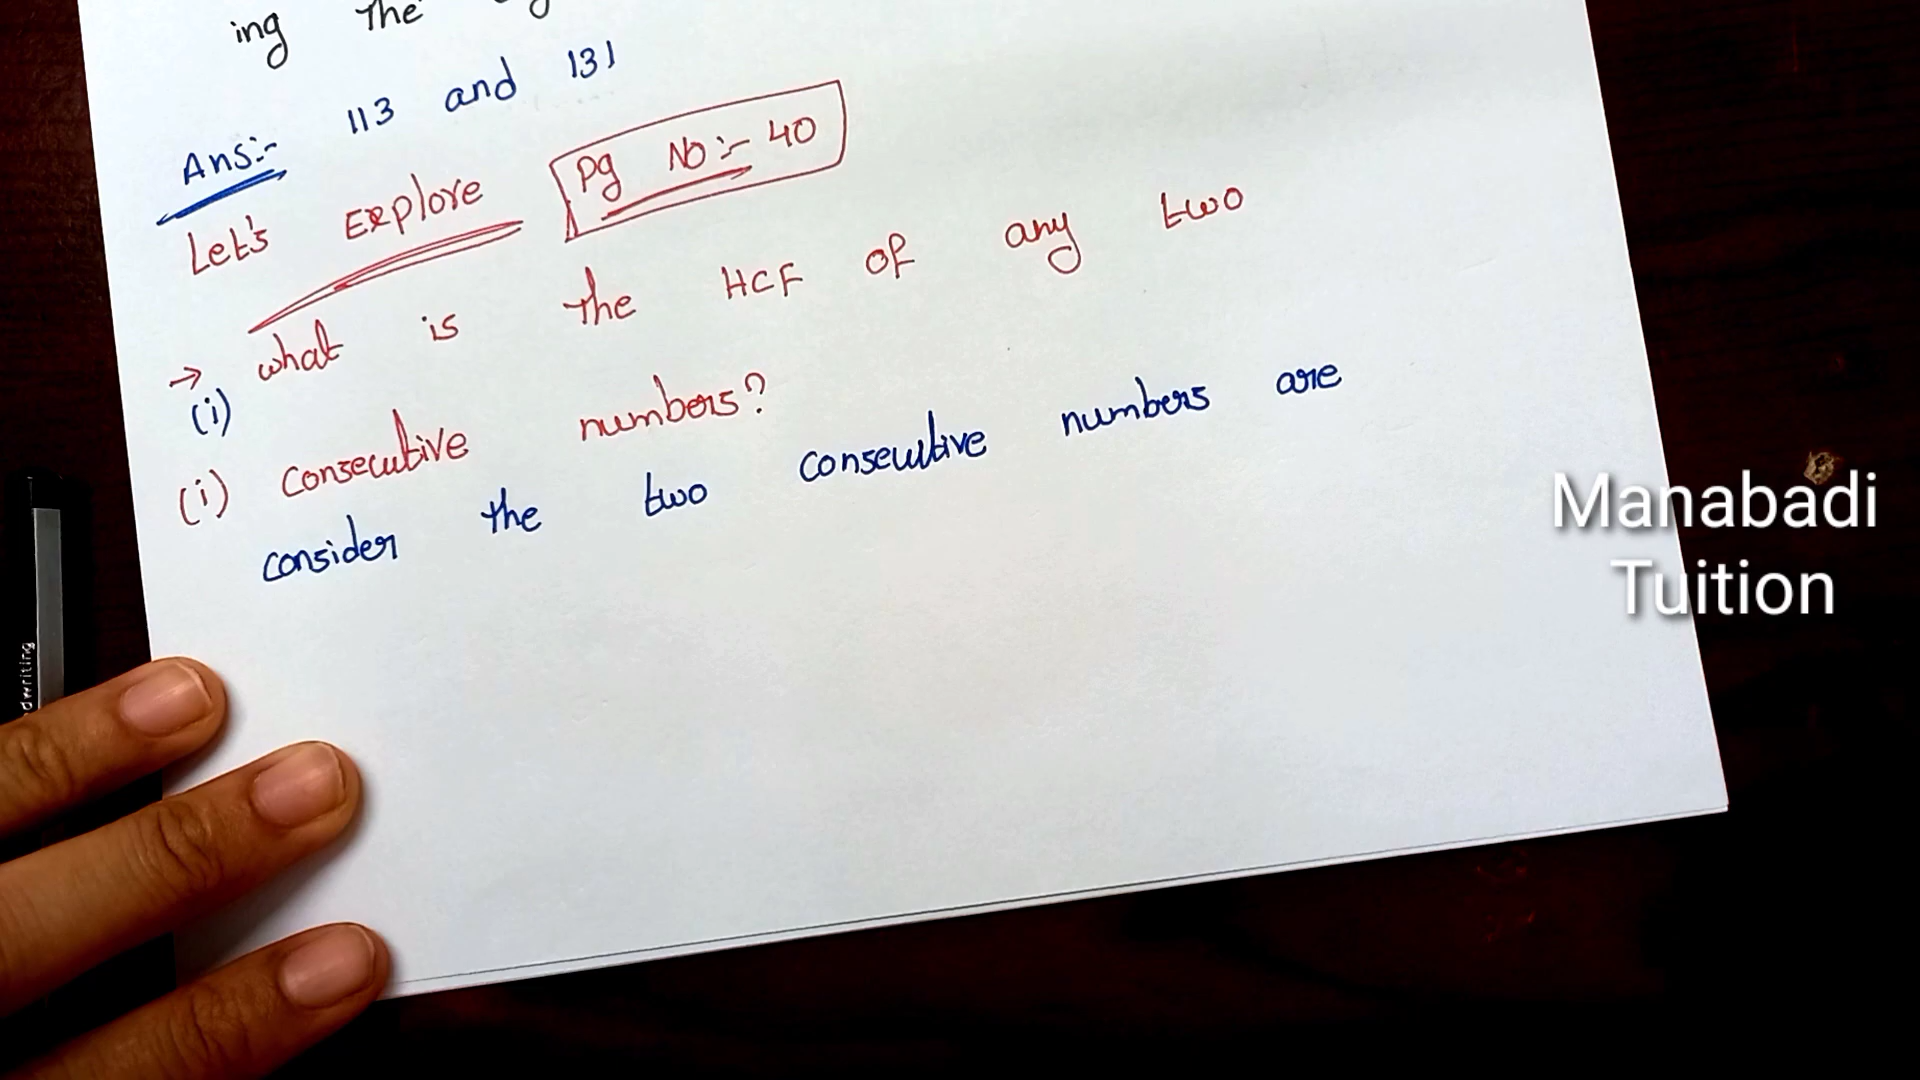 ing the
Ans:- 113 and 131
Let's Explore Pg No:- 40
→ what is the HCF of any two
(i)
(i) consecutive numbers?
consider the two consecutive numbers are
Manabadi
Tuition